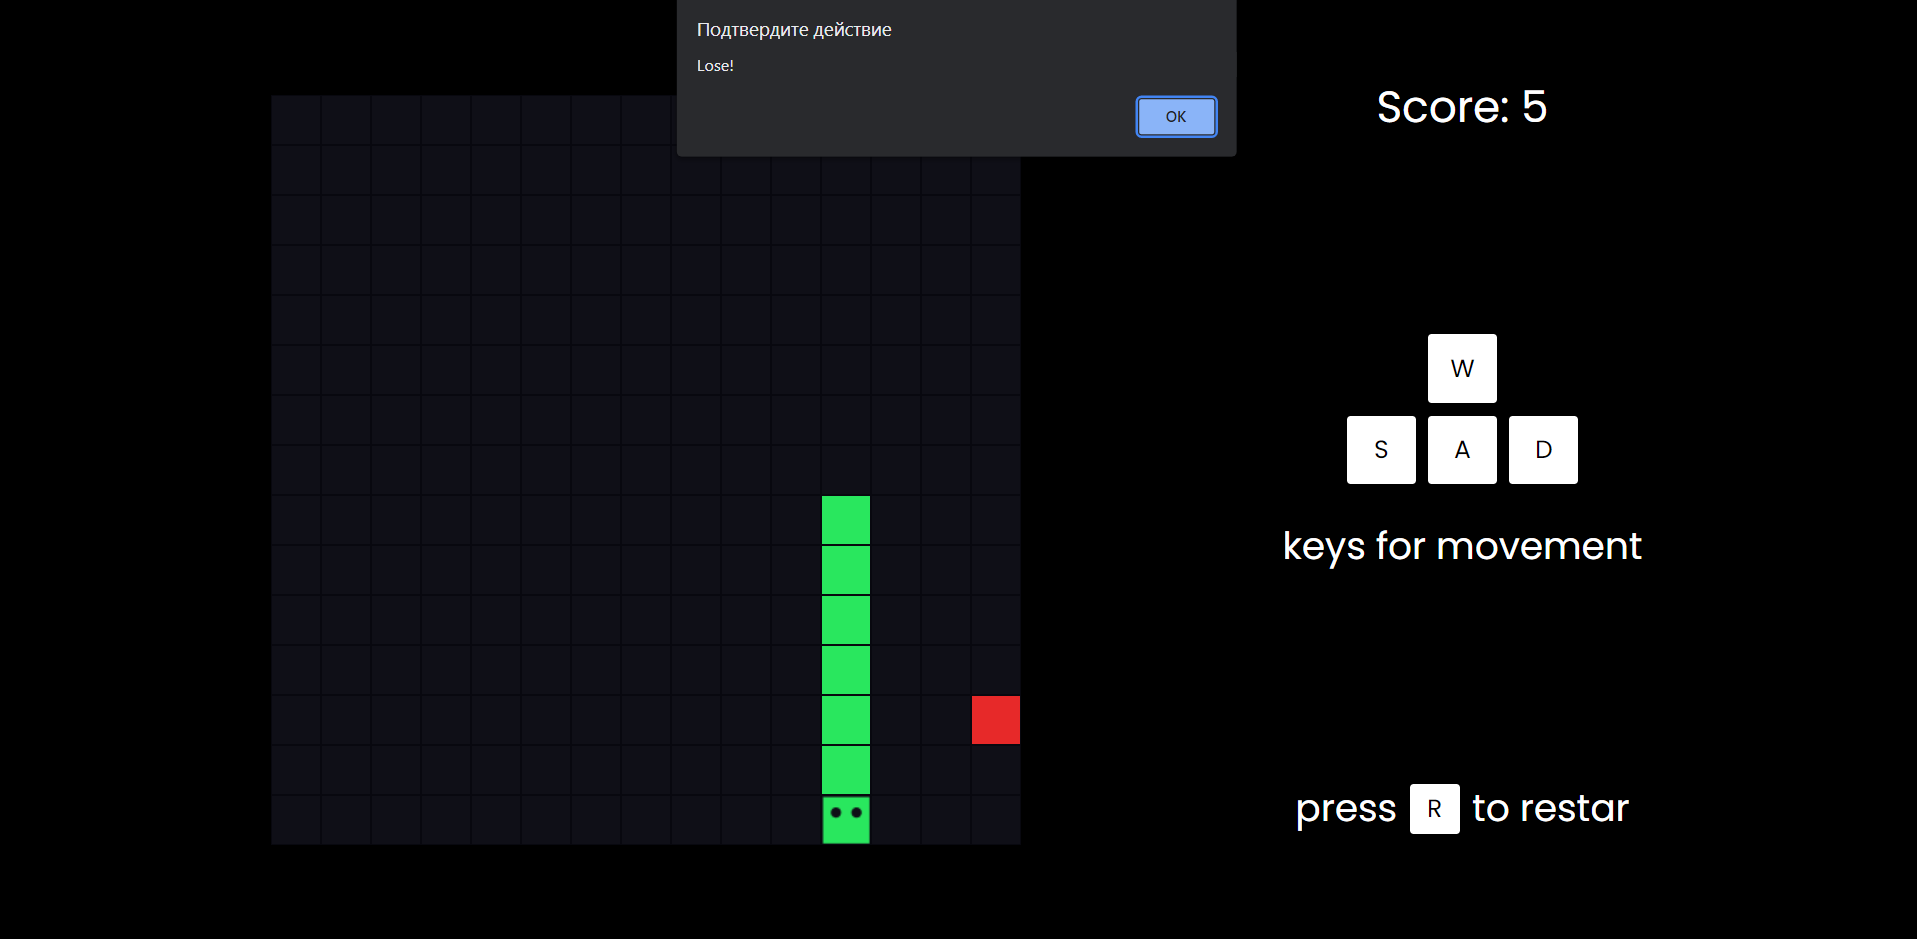 Подтвердите действие
Lose!
OK
Score: 5
W
S A D
keys for movement
press R to restar